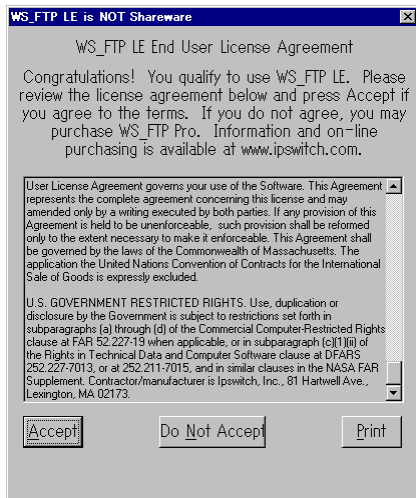 WS_FTP LE is NOT Shareware
WS_FTP LE End User License Agreement
Congratulations! You qualify to use WS_FTP LE. Please
review the license agreement below and press Accept if
you agree to the terms. If you do not agree, you may
purchase WS_FTP Pro. Information and on-line
purchasing is available at www.ipswitch.com.
User License Agreement governs your use of the Software. This Agreement
represents the complete agreement concerning this license and may
amended only by a writing executed by both parties. If any provision of this
Agreement is held to be unenforceable, such provision shall be reformed
only to the extent necessary to make it enforceable. This Agreement shall
be governed by the laws of the Commonwealth of Massachusetts. The
application the United Nations Convention of Contracts for the International
Sale of Goods is expressly excluded.
U.S. GOVERNMENT RESTRICTED RIGHTS. Use, duplication or
disclosure by the Government is subject to restrictions set forth in
subparagraphs (a) through (d) of the Commercial Computer-Restricted Rights
clause at FAR 52.227-19 when applicable, or in subparagraph (c)(1)(ii) of
the Rights in Technical Data and Computer Software clause at DFARS
252.227-7013, or at 252.211-7015, and in similar clauses in the NASA FAR
Supplement. Contractor/manufacturer is Ipswitch, Inc., 81 Hartwell Ave.,
Lexington, MA 02173.
Accept Do Not Accept Print